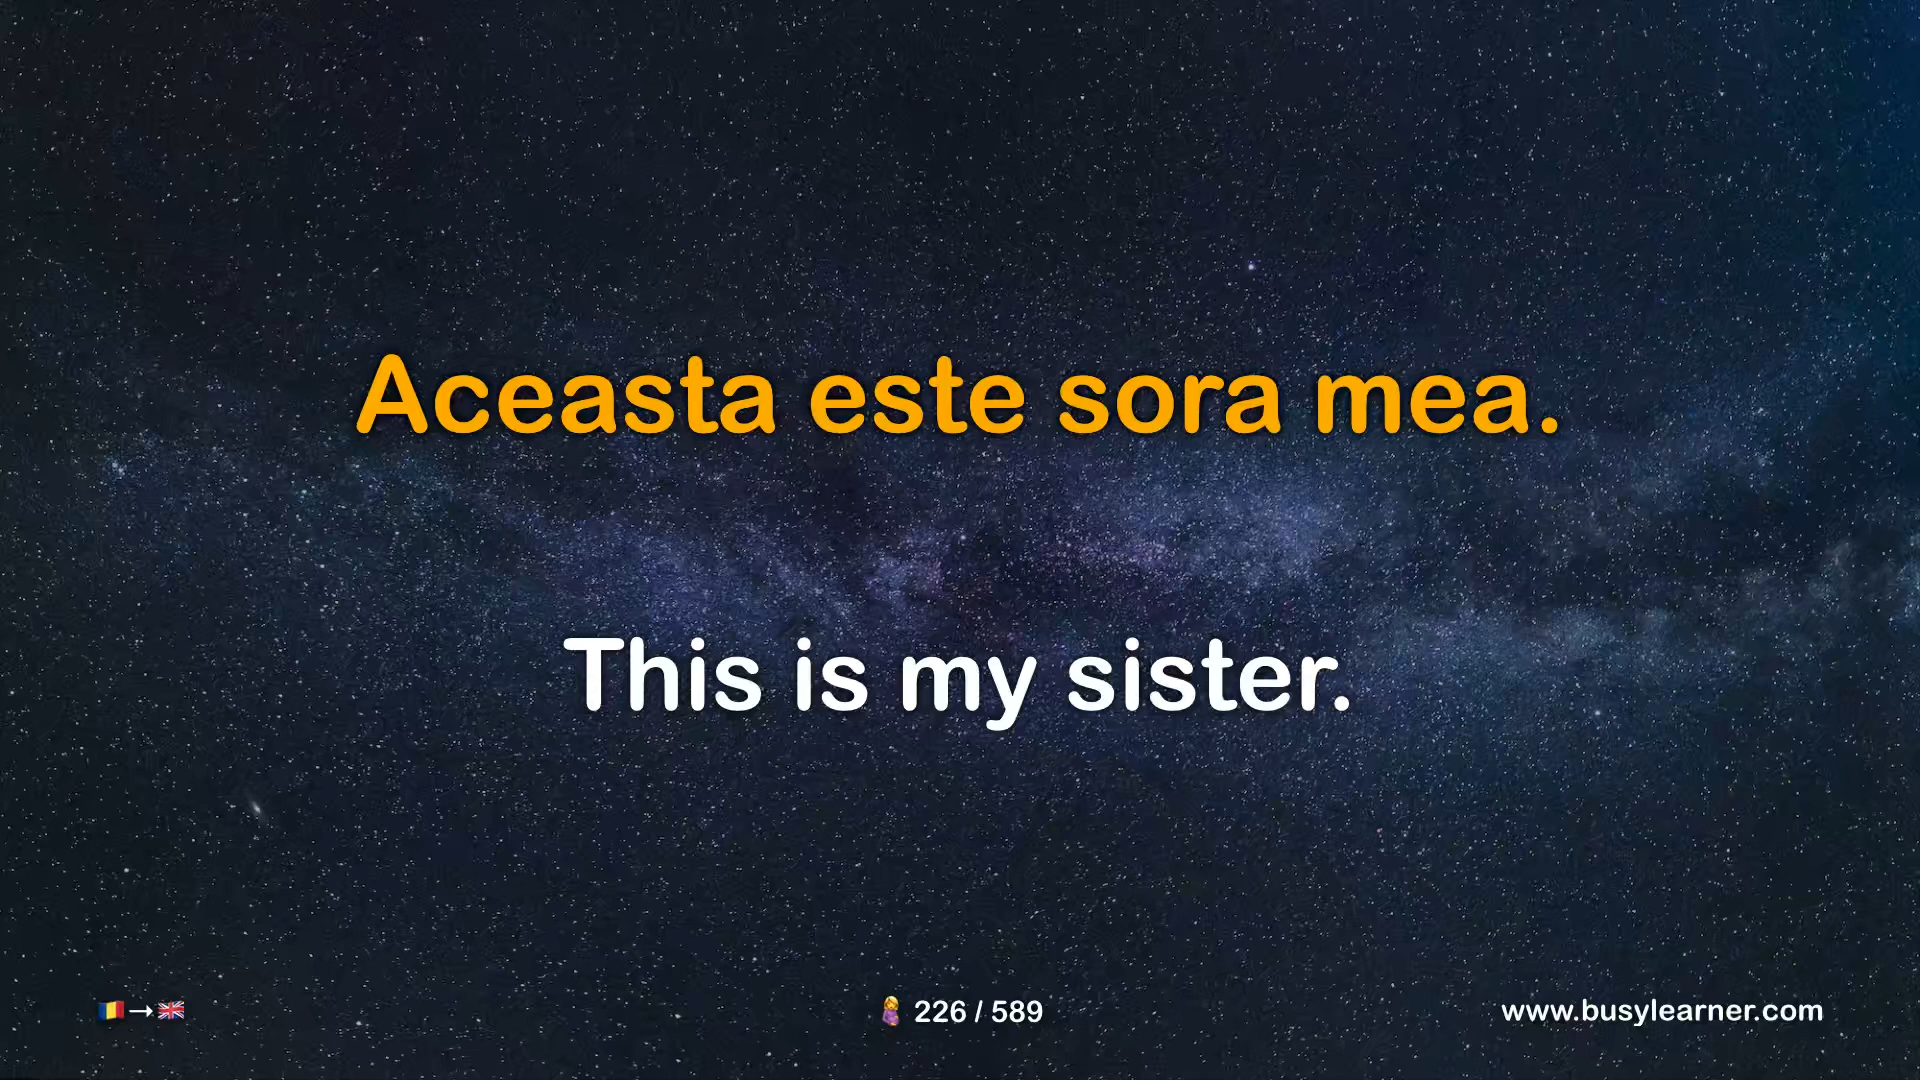 Aceasta este sora mea.
This is my sister.
🇷🇴→🇬🇧
🤰 226 / 589
www.busylearner.com